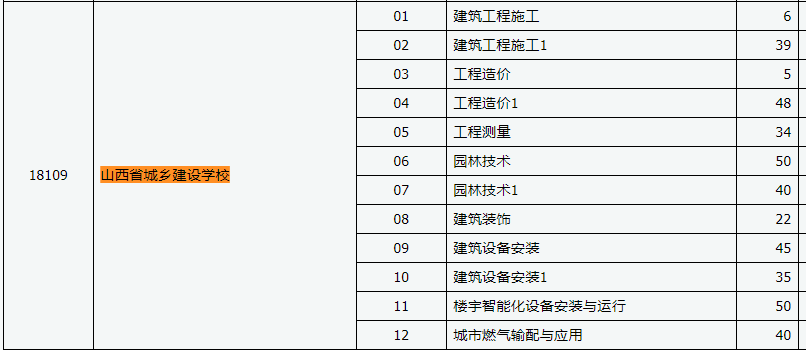 01 建筑工程施工 6
02 建筑工程施工1 39
03 工程造价 5
04 工程造价1 48
05 工程测量 34
18109 山西省城乡建设学校 06 园林技术 50
07 园林技术1 40
08 建筑装饰 22
09 建筑设备安装 45
10 建筑设备安装1 35
11 楼宇智能化设备安装与运行 50
12 城市燃气输配与应用 40